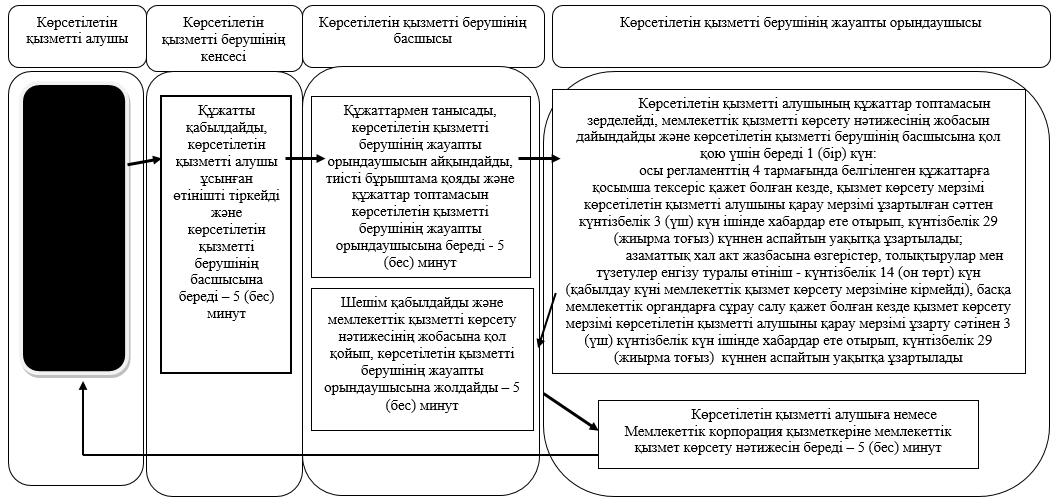 Көрсетілетін
қызметті алушы
Көрсетілетін
қызметті берушінің
кенсесі
Көрсетілетін қызметті берушінің
басшысы
Көрсетілетін қызметті берушінің жауапты орындаушысы
Құжатты
қабылдайды,
көрсетілетін
қызметті алушы
ұсынған
өтінішті тіркейді
және
көрсетілетін
қызметті
берушінің
басшысына
береді – 5 (бес)
минут
Құжаттармен танысады,
көрсетілетін қызметті
берушінің жауапты
орындаушысын айқындайды,
тиісті бұрыштама қояды және
құжаттар топтамасын
көрсетілетін қызметті
берушінің жауапты
орындаушысына береді - 5
(бес) минут
Шешім қабылдайды және
мемлекеттік қызметті көрсету
нәтижесінің жобасына қол
қойып, көрсетілетін қызметті
берушінің жауапты
орындаушысына жолдайды – 5
(бес) минут
Көрсетілетін қызметті алушының құжаттар топтамасын
зерделейді, мемлекеттік қызметті көрсету нәтижесінің жобасын
дайындайды және көрсетілетін қызметті берушінің басшысына қол
қою үшін береді 1 (бір) күн:
осы регламенттің 4 тармағында белгіленген құжаттарға
қосымша тексеріс қажет болған кезде, қызмет көрсету мерзімі
көрсетілетін қызметті алушыны қарау мерзімі ұзартылған сәттен
күнтізбелік 3 (үш) күн ішінде хабардар ете отырып, күнтізбелік 29
(жиырма тоғыз) күннен аспайтын уақытқа ұзартылады;
азаматтық хал акт жазбасына өзгерістер, толықтырулар мен
түзетулер енгізу туралы өтініш - күнтізбелік 14 (он төрт) күн
(қабылдау күні мемлекеттік қызмет көрсету мерзіміне кірмейді), басқа
мемлекеттік органдарға сұрау салу қажет болған кезде қызмет көрсету
мерзімі көрсетілетін қызметті алушыны қарау мерзімі ұзарту сәтінен 3
(үш) күнтізбелік күн ішінде хабардар ете отырып, күнтізбелік 29
(жиырма тоғыз) күннен аспайтын уақытқа ұзартылады
Көрсетілетін қызметті алушыға немесе
Мемлекеттік корпорация қызметкеріне мемлекеттік
қызмет көрсету нәтижесін береді – 5 (бес) минут